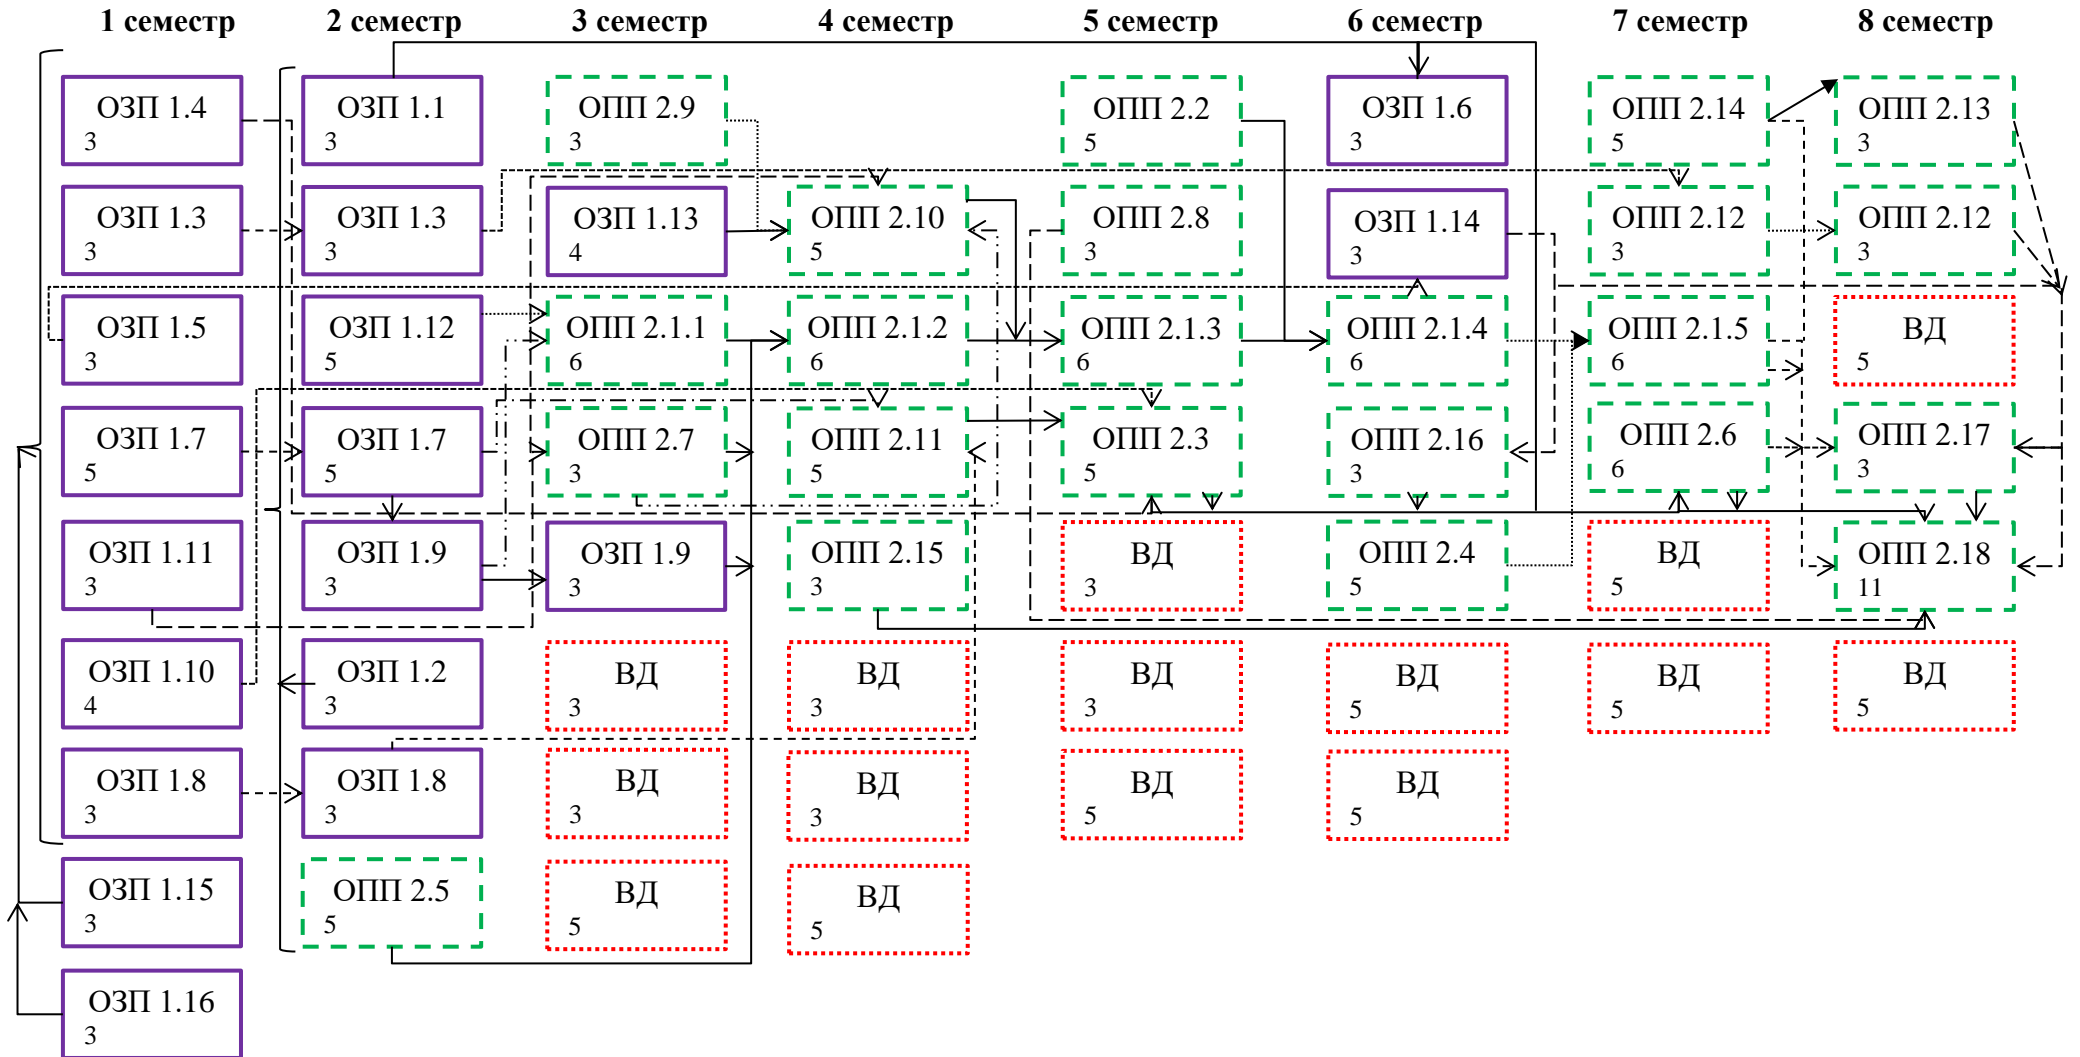 1 семестр 2 семестр 3 семестр 4 семестр 5 семестр 6 семестр 7 семестр 8 семестр
ОЗП 1.4 ОЗП 1.1 ОПП 2.9 ОПП 2.2 ОЗП 1.6 ОПП 2.14 ОПП 2.13
3 3 3 5 3 5 3
ОЗП 1.3 ОЗП 1.3 ОЗП 1.13 ОПП 2.10 ОПП 2.8 ОЗП 1.14 ОПП 2.12 ОПП 2.12
3 3 4 5 3 3 3 3
ОЗП 1.5 ОЗП 1.12 ОПП 2.1.1 ОПП 2.1.2 ОПП 2.1.3 ОПП 2.1.4 ОПП 2.1.5 ВД
3 5 6 6 6 6 6 5
ОЗП 1.7 ОЗП 1.7 ОПП 2.7 ОПП 2.11 ОПП 2.3 ОПП 2.16 ОПП 2.6 ОПП 2.17
5 5 3 5 5 3 6 3
ОЗП 1.11 ОЗП 1.9 ОЗП 1.9 ОПП 2.15 ВД ОПП 2.4 ВД ОПП 2.18
3 3 3 3 3 5 5 11
ОЗП 1.10 ОЗП 1.2 ВД ВД ВД ВД ВД ВД
4 3 3 3 3 5 5 5
ОЗП 1.8 ОЗП 1.8 ВД ВД ВД ВД
3 3 3 3 5 5
ОЗП 1.15 ОПП 2.5 ВД ВД
3 5 5 5
ОЗП 1.16
3